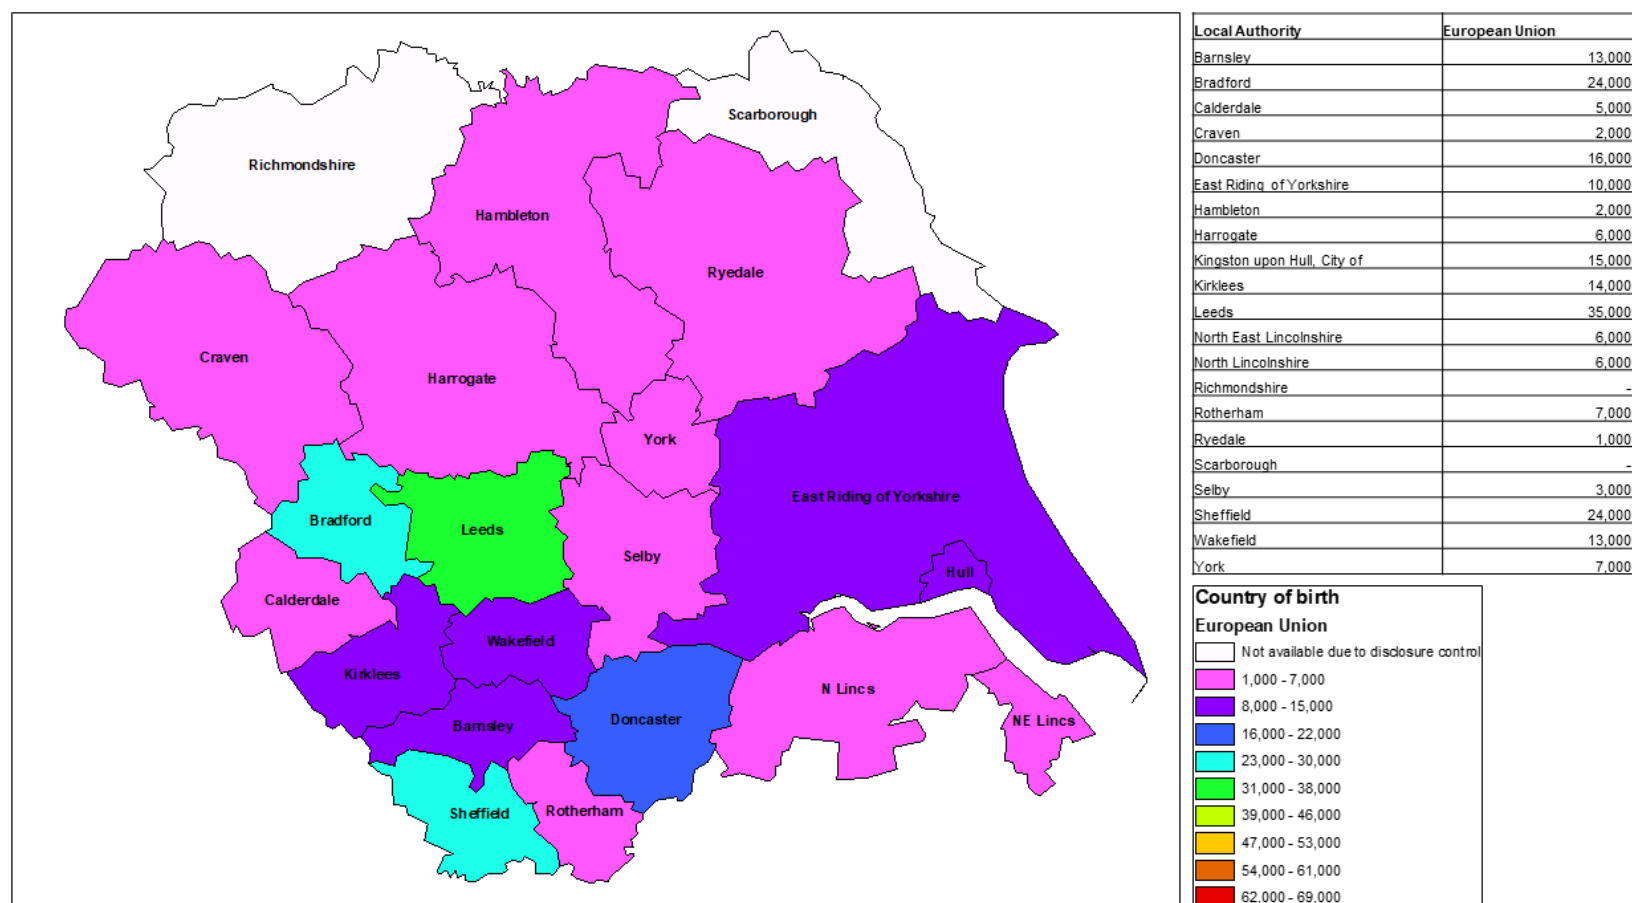 Scarborough
Richmondshire
Hambleton
Ryedale
Craven
Harrogate
York
East Riding of Yorkshire
Bradford
Leeds
Selby
Hull
Calderdale
Wakefield
Kirklees
N Lincs
Barnsley
Doncaster
NE Lincs
Sheffield
Rotherham
Local Authority European Union
Barnsley 13,000
Bradford 24,000
Calderdale 5,000
Craven 2,000
Doncaster 16,000
East Riding of Yorkshire 10,000
Hambleton 2,000
Harrogate 6,000
Kingston upon Hull, City of 15,000
Kirklees 14,000
Leeds 35,000
North East Lincolnshire 6,000
North Lincolnshire 6,000
Richmondshire -
Rotherham 7,000
Ryedale 1,000
Scarborough -
Selby 3,000
Sheffield 24,000
Wakefield 13,000
York 7,000
Country of birth
European Union
Not available due to disclosure control
1,000 - 7,000
8,000 - 15,000
16,000 - 22,000
23,000 - 30,000
31,000 - 38,000
39,000 - 46,000
47,000 - 53,000
54,000 - 61,000
62,000 - 69,000